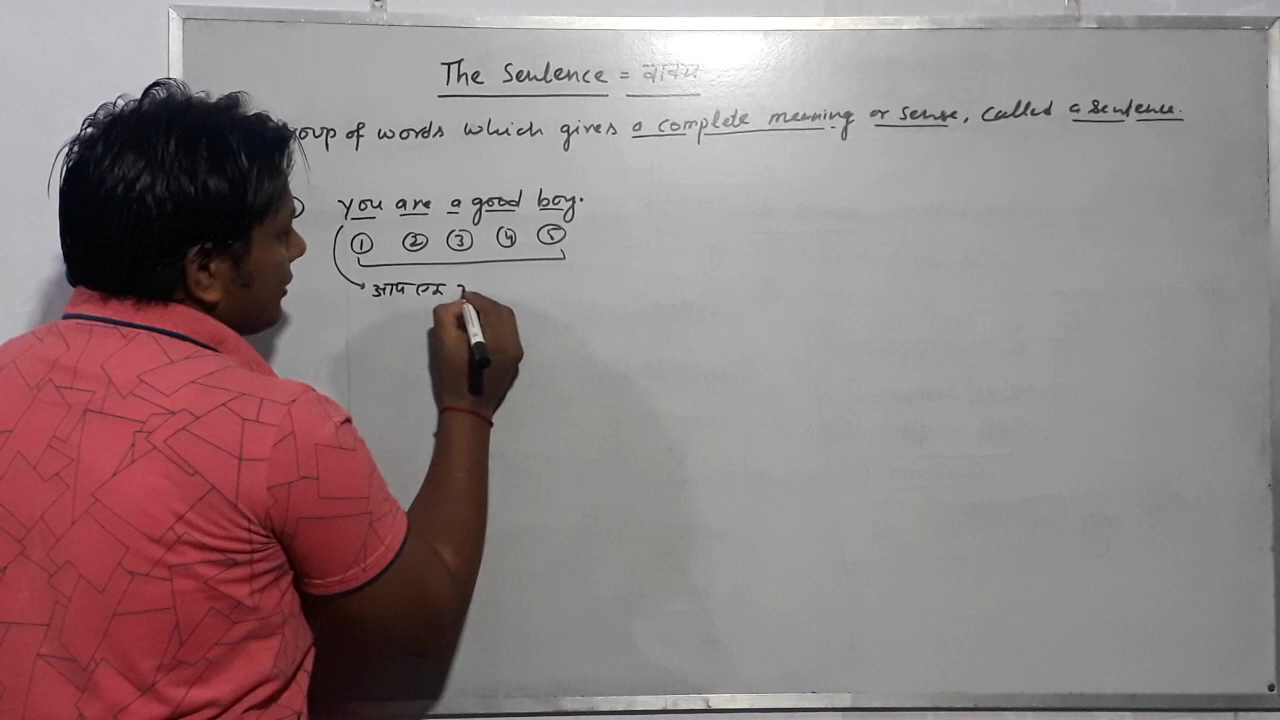 The Sentence = वाक्य
roup of words which gives a complete meaning or sense, called a sentence.
you are a good boy.
1 2 3 4 5
आप एक